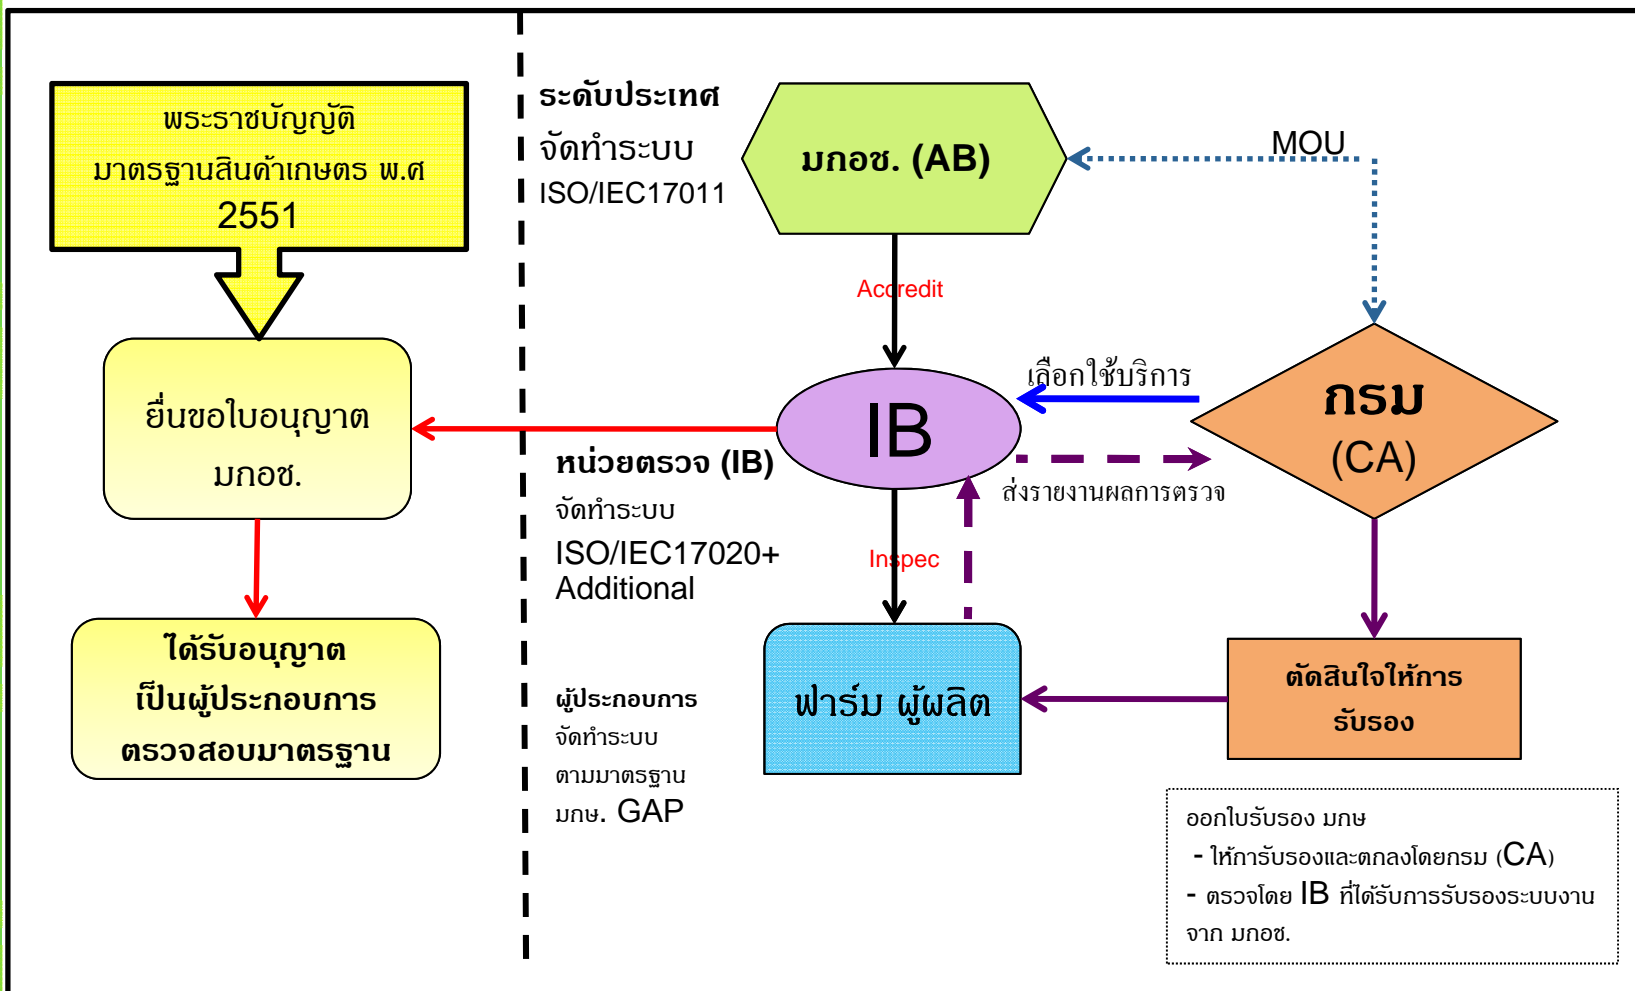 พระราชบัญญัติ
มาตรฐานสินค้าเกษตร พ.ศ
2551
ยื่นขอใบอนุญาต
มกอช.
ได้รับอนุญาต
เป็นผู้ประกอบการ
ตรวจสอบมาตรฐาน
ระดับประเทศ
จัดทำระบบ
ISO/IEC17011
มกอช. (AB)
MOU
Accredit
IB
เลือกใช้บริการ
กรม
(CA)
ส่งรายงานผลการตรวจ
หน่วยตรวจ (IB)
จัดทำระบบ
ISO/IEC17020+
Additional
Inspec
ผู้ประกอบการ
จัดทำระบบ
ตามมาตรฐาน
มกษ. GAP
ฟาร์ม ผู้ผลิต
ตัดสินใจให้การ
รับรอง
ออกใบรับรอง มกษ
- ให้การับรองและตกลงโดยกรม (CA)
- ตรวจโดย IB ที่ได้รับการรับรองระบบงาน
จาก มกอช.